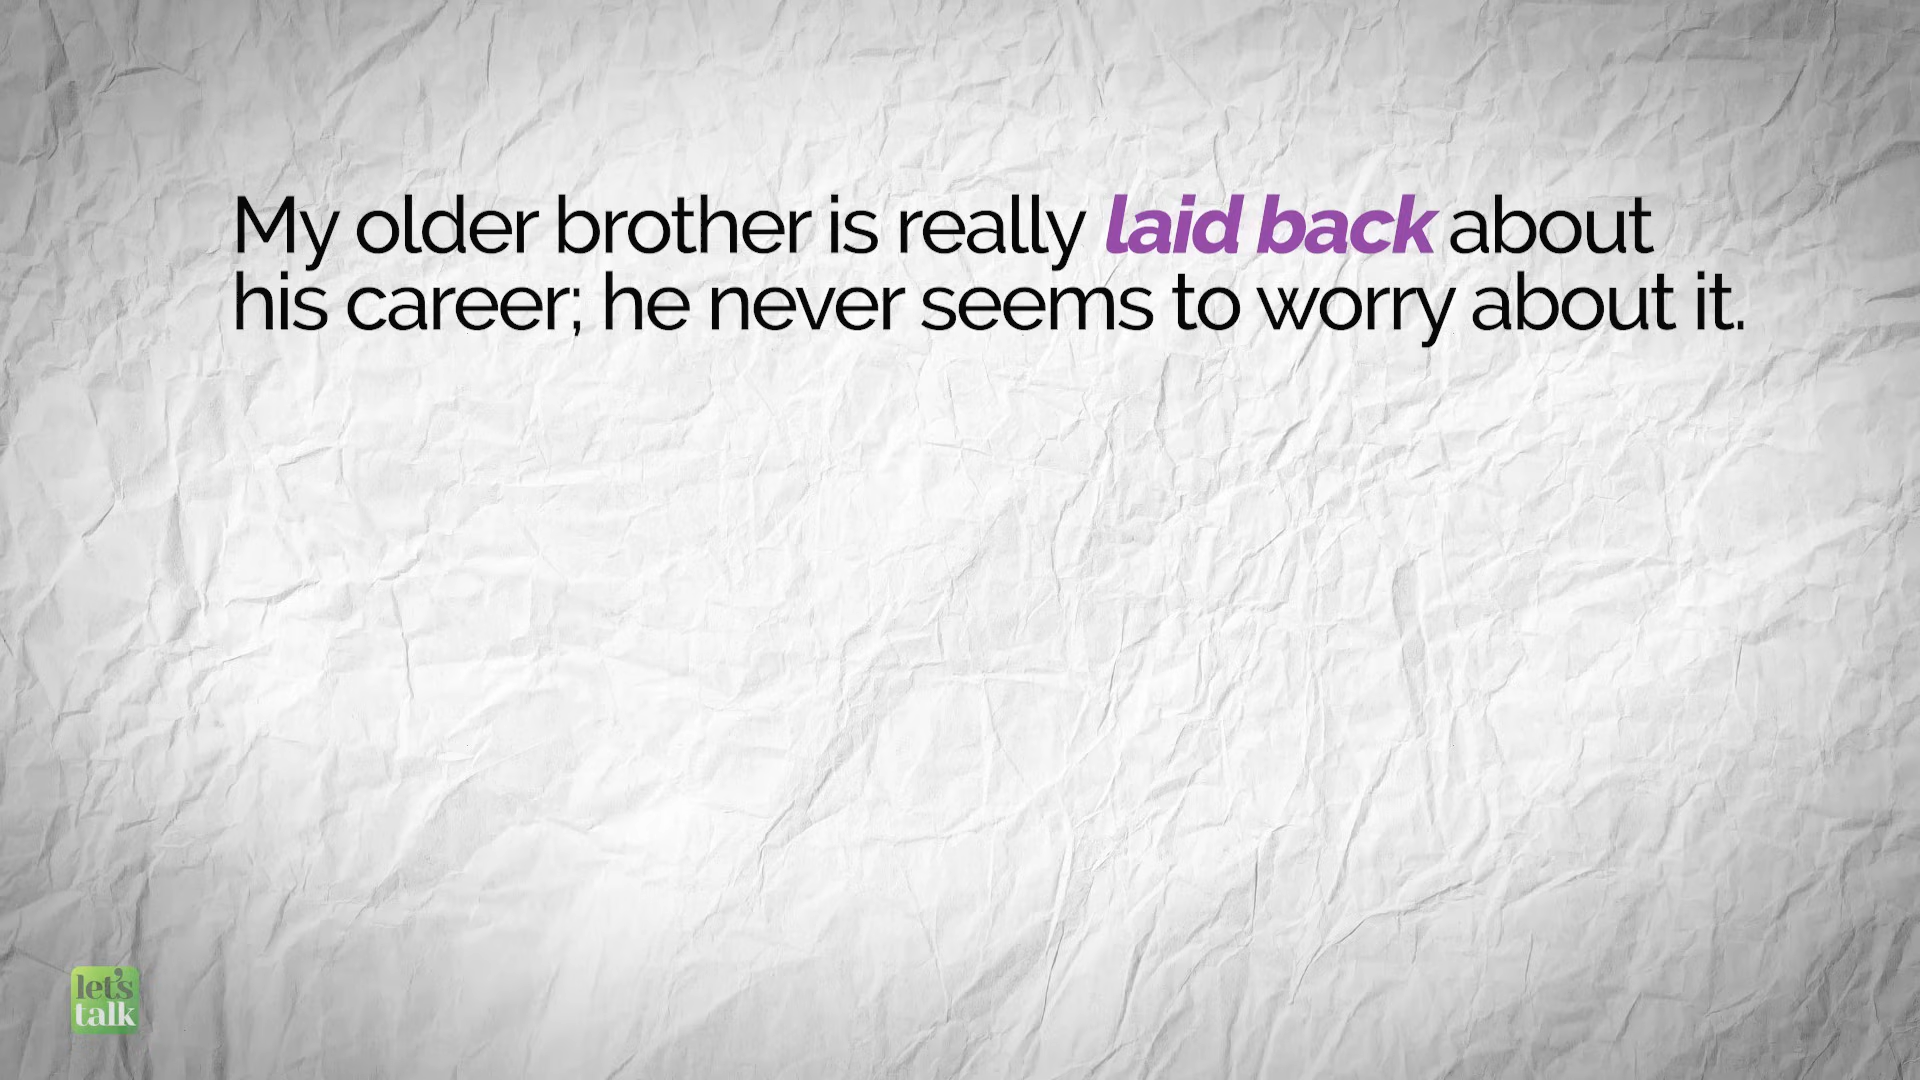 My older brother is really laid back about
his career; he never seems to worry about it.
let's
talk